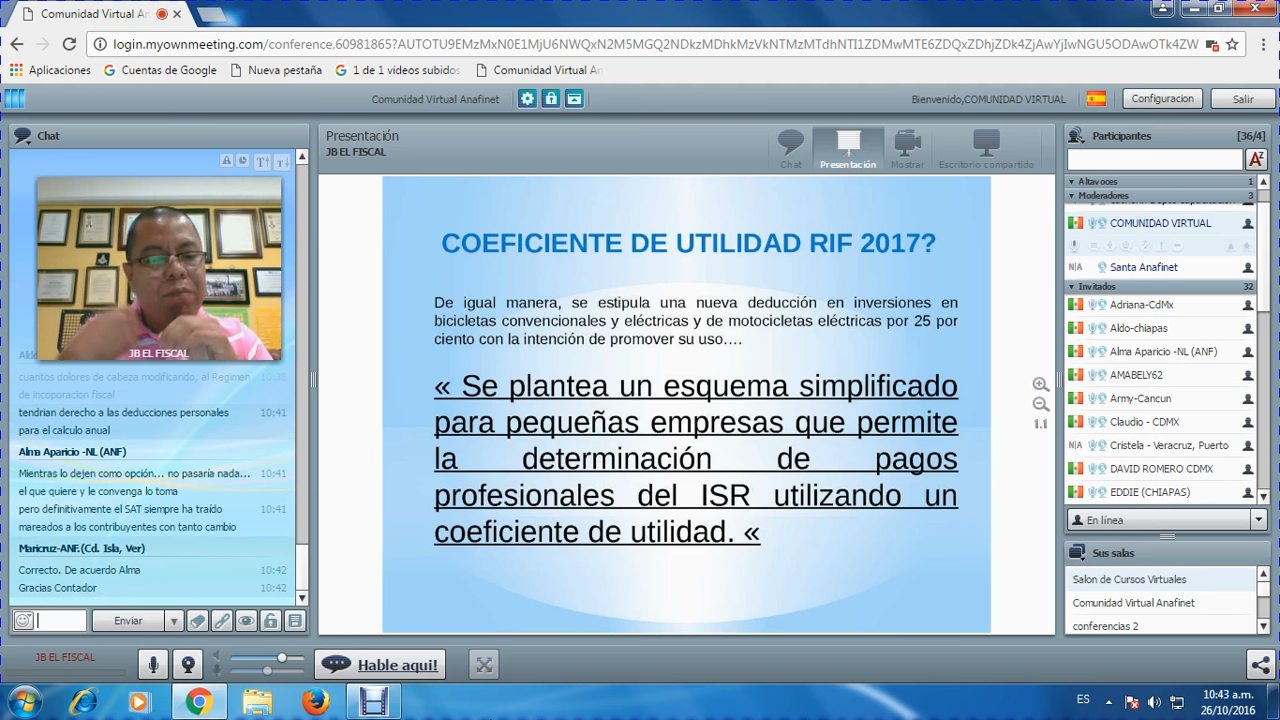 Comunidad Virtual An
login.myownmeeting.com/conference,60981865?AUTOTU9EMzMxN0E1MjU6NWQxN2M5MGQ2NDkzMDhkMzVkNTMzMTdhNTI1ZDMwMTE6ZDQxZDhjZDk4ZjAwYjIwNGU5ODAwOTk4ZW
Aplicaciones
Cuentas de Google
Nueva pestaña
1 de 1 vídeos subidos
Comunidad Virtual An
Comunidad Virtual Anafinet
Bienvenido,COMUNIDAD VIRTUAL
Configuracion
Salir
Chat
JB EL FISCAL
cuantos dolores de cabeza modificando, al Regimen 10:38
de incoporacion fiscal
tendrian derecho a las deducciones personales 10:41
para el calculo anual
Alma Aparicio -NL (ANF)
Mientras lo dejen como opción... no pasaría nada... 10:41
el que quiere y le convenga lo toma
pero definitivamente el SAT siempre ha traído 10:41
mareados a los contribuyentes con tanto cambio
Maricruz-ANF.(Cd. Isla, Ver)
Correcto. De acuerdo Alma 10:42
Gracias Contador 10:42
Enviar
Presentación
JB EL FISCAL
Chat
Presentación
Mostrar
Escritorio compartido
COEFICIENTE DE UTILIDAD RIF 2017?
De igual manera, se estipula una nueva deducción en inversiones en
bicicletas convencionales y eléctricas y de motocicletas eléctricas por 25 por
ciento con la intención de promover su uso….
« Se plantea un esquema simplificado
para pequeñas empresas que permite
la determinación de pagos
profesionales del ISR utilizando un
coeficiente de utilidad. «
1.1
Participantes [36/4]
Altavoces 1
Moderadores 3
COMUNIDAD VIRTUAL
N/A Santa Anafinet
Invitados 32
Adriana-CdMx
Aldo-chiapas
Alma Aparicio -NL (ANF)
AMABELY62
Army-Cancun
Claudio - CDMX
N/A Cristela - Veracruz, Puerto
DAVID ROMERO CDMX
EDDIE (CHIAPAS)
En línea
Sus salas
Salon de Cursos Virtuales
Comunidad Virtual Anafinet
conferencias 2
JB EL FISCAL
Hable aqui!
ES
10:43 a.m.
26/10/2016